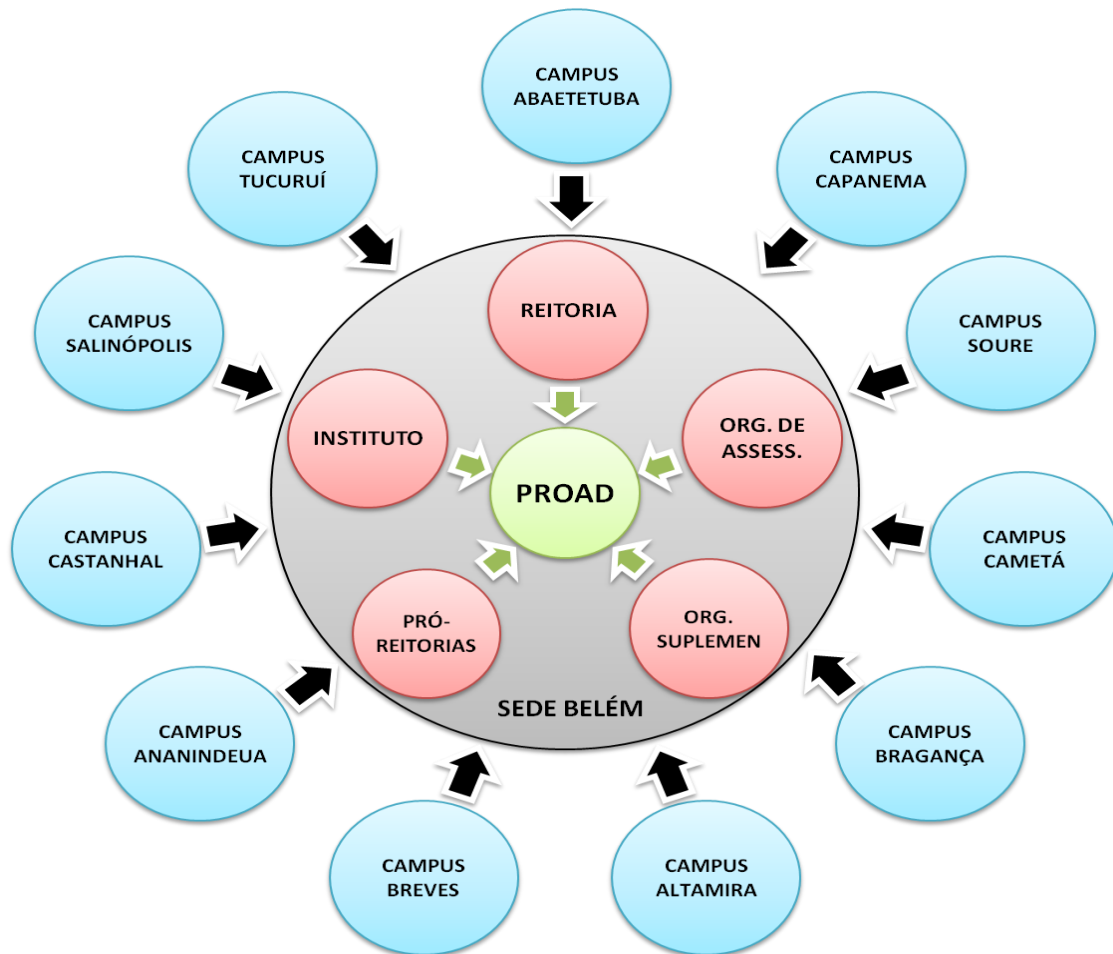 CAMPUS
ABAETETUBA
CAMPUS
TUCURUÍ
CAMPUS
CAPANEMA
CAMPUS
SALINÓPOLIS
REITORIA
CAMPUS
SOURE
INSTITUTO
ORG. DE
ASSESS.
PROAD
CAMPUS
CASTANHAL
CAMPUS
CAMETÁ
PRÓ-
REITORIAS
ORG.
SUPLEMEN
SEDE BELÉM
CAMPUS
ANANINDEUA
CAMPUS
BRAGANÇA
CAMPUS
BREVES
CAMPUS
ALTAMIRA